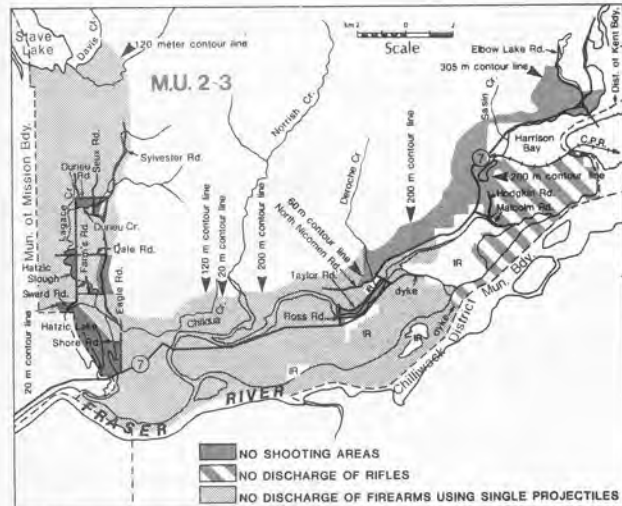 Stave
Lake
Davis Cr.
120 meter contour line
M.U. 2-3
Norrish Cr.
km 2 0 2
Scale
Elbow Lake Rd.
305 m contour line
Dist. of Kent Bdy.
Sasin Cr.
Harrison
Bay
C.P.R.
7
200 m contour line
Hodgkin Rd.
Malcolm Rd.
Mun. of Mission Bdy.
Durieu
Rd.
Sioux Rd.
Sylvester Rd.
Lagace Cr.
Farms Rd.
Durieu Cr.
Dale Rd.
Hatzic
Slough
Sward Rd.
Eagle Rd.
Hatzic Lake
Shore Rd.
20 m contour line
120 m contour line
20 m contour line
200 m contour line
Deroche Cr.
200 m contour line
60 m contour line
North Nicomen Rd.
Taylor Rd.
Ross Rd.
Cr.
IR
dyke
IR
IR
IR
IR
dyke
Chilliwack District Mun. Bdy.
7
FRASER RIVER
NO SHOOTING AREAS
NO DISCHARGE OF RIFLES
NO DISCHARGE OF FIREARMS USING SINGLE PROJECTILES